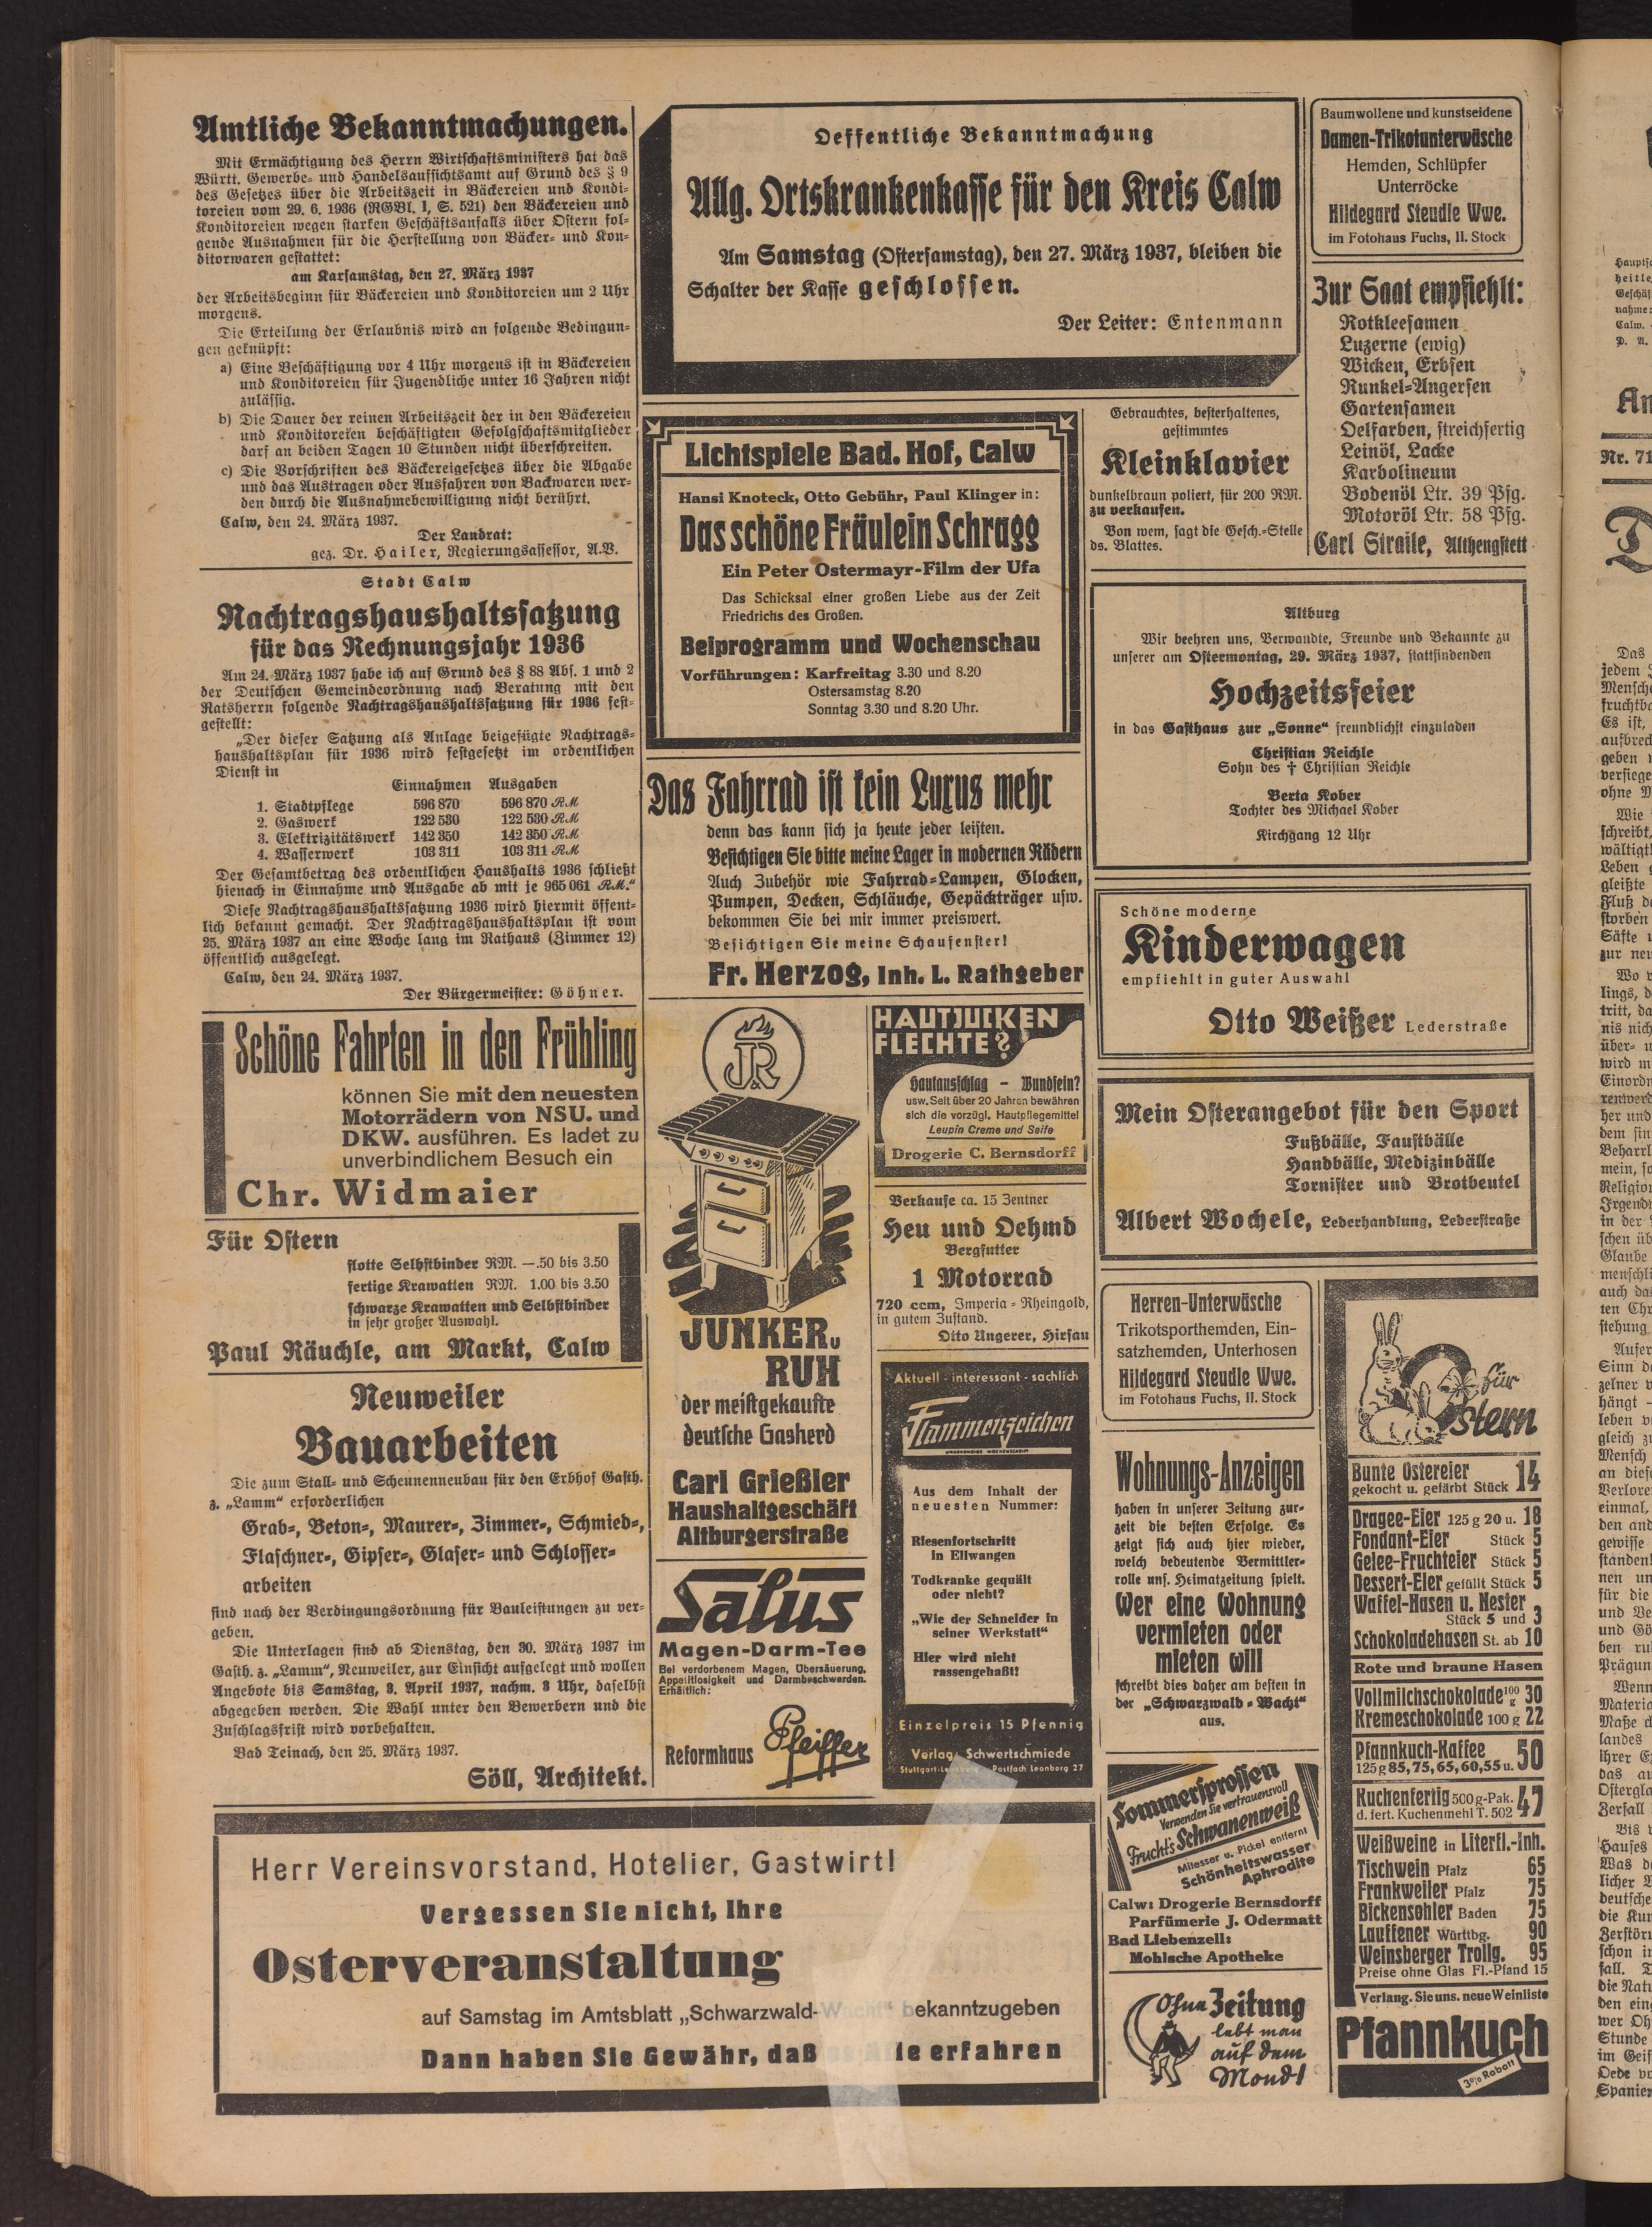 Amtliche Bekanntmachungen.
Mit Ermächtigung des Herrn Wirtschaftsministers hat das
Württ. Gewerbe- und Handelsaufsichtsamt auf Grund des § 9
des Gesetzes über die Arbeitszeit in Bäckereien und Kondi-
toreien vom 29. 6. 1936 (RGBl. I, S. 521) den Bäckereien und
Konditoreien wegen starken Geschäftsanfalls über Ostern fol-
gende Ausnahmen für die Herstellung von Bäcker- und Kon-
ditorwaren gestattet:
am Karsamstag, den 27. März 1937
der Arbeitsbeginn für Bäckereien und Konditoreien um 2 Uhr
morgens.
Die Erteilung der Erlaubnis wird an folgende Bedingun-
gen geknüpft:
a) Eine Beschäftigung vor 4 Uhr morgens ist in Bäckereien
und Konditoreien für Jugendliche unter 16 Jahren nicht
zulässig.
b) Die Dauer der reinen Arbeitszeit der in den Bäckereien
und Konditoreien beschäftigten Gefolgschaftsmitglieder
darf an beiden Tagen 10 Stunden nicht überschreiten.
c) Die Vorschriften des Bäckereigesetzes über die Abgabe
und das Austragen oder Ausfahren von Backwaren wer-
den durch die Ausnahmebewilligung nicht berührt.
Calw, den 24. März 1937.
Der Landrat:
gez. Dr. Hailer, Regierungsassessor, A.V.
Stadt Calw
Nachtragshaushaltssatzung
für das Rechnungsjahr 1936
Am 24. März 1937 habe ich auf Grund des § 88 Abs. 1 und 2
der Deutschen Gemeindeordnung nach Beratung mit den
Ratsherrn folgende Nachtragshaushaltssatzung für 1936 fest-
gestellt:
„Der dieser Satzung als Anlage beigefügte Nachtrags-
haushaltsplan für 1936 wird festgesetzt im ordentlichen
Dienst in
Einnahmen Ausgaben
1. Stadtpflege 596 870 596 870 RM
2. Gaswerk 122 530 122 530 RM
3. Elektrizitätswerk 142 350 142 350 RM
4. Wasserwerk 103 311 103 311 RM
Der Gesamtbetrag des ordentlichen Haushalts 1936 schließt
hienach in Einnahme und Ausgabe ab mit je 965 061 RM.“
Diese Nachtragshaushaltssatzung 1936 wird hiermit öffent-
lich bekannt gemacht. Der Nachtragshaushaltsplan ist vom
25. März 1937 an eine Woche lang im Rathaus (Zimmer 12)
öffentlich ausgelegt.
Calw, den 24. März 1937.
Der Bürgermeister: Göhner.
Schöne Fahrten in den Frühling
können Sie mit den neuesten
Motorrädern von NSU. und
DKW. ausführen. Es ladet zu
unverbindlichem Besuch ein
Chr. Widmaier
Für Ostern
flotte Selbstbinder RM. —.50 bis 3.50
fertige Krawatten RM. 1.00 bis 3.50
schwarze Krawatten und Selbstbinder
in sehr großer Auswahl.
Paul Räuchle, am Markt, Calw
Neuweiler
Bauarbeiten
Die zum Stall- und Scheunenneubau für den Erbhof Gasth.
z. „Lamm“ erforderlichen
Grab-, Beton-, Maurer-, Zimmer-, Schmied-,
Flaschner-, Gipser-, Glaser- und Schlosser-
arbeiten
sind nach der Verdingungsordnung für Bauleistungen zu ver-
geben.
Die Unterlagen sind ab Dienstag, den 30. März 1937 im
Gasth. z. „Lamm“, Neuweiler, zur Einsicht aufgelegt und wollen
Angebote bis Samstag, 3. April 1937, nachm. 3 Uhr, daselbst
abgegeben werden. Die Wahl unter den Bewerbern und die
Zuschlagsfrist wird vorbehalten.
Bad Teinach, den 25. März 1937.
Söll, Architekt.
Oeffentliche Bekanntmachung
Allg. Ortskrankenkasse für den Kreis Calw
Am Samstag (Ostersamstag), den 27. März 1937, bleiben die
Schalter der Kasse geschlossen.
Der Leiter: Entenmann
Lichtspiele Bad. Hof, Calw
Hansi Knoteck, Otto Gebühr, Paul Klinger in:
Das schöne Fräulein Schragg
Ein Peter Ostermayr-Film der Ufa
Das Schicksal einer großen Liebe aus der Zeit
Friedrichs des Großen.
Beiprogramm und Wochenschau
Vorführungen: Karfreitag 3.30 und 8.20
Ostersamstag 8.20
Sonntag 3.30 und 8.20 Uhr.
Das Fahrrad ist kein Luxus mehr
denn das kann sich ja heute jeder leisten.
Besichtigen Sie bitte meine Lager in modernen Rädern
Auch Zubehör wie Fahrrad-Lampen, Glocken,
Pumpen, Decken, Schläuche, Gepäckträger usw.
bekommen Sie bei mir immer preiswert.
Besichtigen Sie meine Schaufenster!
Fr. Herzog, Inh. L. Rathgeber
J&R
JUNKER u
RUH
der meistgekaufte
deutsche Gasherd
Carl Grießler
Haushaltgeschäft
Altburgerstraße
Salus
Magen-Darm-Tee
Bei verdorbenem Magen, Übersäuerung,
Appetitlosigkeit und Darmbeschwerden.
Erhältlich:
Reformhaus Pfeiffer
HAUTJUCKEN
FLECHTE?
Hautausschlag — Wundsein?
usw. Seit über 20 Jahren bewähren
sich die vorzügl. Hautpflegemittel
Leupin Creme und Seife
Drogerie C. Bernsdorff
Verkaufe ca. 15 Zentner
Heu und Oehmd
Bergfutter
1 Motorrad
720 ccm, Imperia-Rheingold,
in gutem Zustand.
Otto Ungerer, Hirsau
Aktuell - interessant - sachlich
Flammenzeichen
Aus dem Inhalt der
neuesten Nummer:
Riesenfortschritt
in Ellwangen
Todkranke gequält
oder nicht?
„Wie der Schneider in
seiner Werkstatt“
Hier wird nicht
rassengehaßt!
Einzelpreis 15 Pfennig
Verlag: Schwertschmiede
Stuttgart-Leonberg - Postfach Leonberg 27
Herr Vereinsvorstand, Hotelier, Gastwirt!
Vergessen Sie nicht, Ihre
Osterveranstaltung
auf Samstag im Amtsblatt „Schwarzwald-Wacht“ bekanntzugeben
Dann haben Sie Gewähr, daß es Alle erfahren
Baumwollene und kunstseidene
Damen-Trikotunterwäsche
Hemden, Schlüpfer
Unterröcke
Hildegard Steudle Wwe.
im Fotohaus Fuchs, II. Stock
Zur Saat empfiehlt:
Rotkleesamen
Luzerne (ewig)
Wicken, Erbsen
Runkel-Angersen
Gartensamen
Oelfarben, streichfertig
Leinöl, Lacke
Karbolineum
Bodenöl Ltr. 39 Pfg.
Motoröl Ltr. 58 Pfg.
Carl Straile, Althengstett
Gebrauchtes, besterhaltenes,
gestimmtes
Kleinklavier
dunkelbraun poliert, für 200 RM.
zu verkaufen.
Von wem, sagt die Gesch.-Stelle
ds. Blattes.
Altburg
Wir beehren uns, Verwandte, Freunde und Bekannte zu
unserer am Ostermontag, 29. März 1937, stattfindenden
Hochzeitsfeier
in das Gasthaus zur „Sonne“ freundlichst einzuladen
Christian Reichle
Sohn des † Christian Reichle
Berta Kober
Tochter des Michael Kober
Kirchgang 12 Uhr
Schöne moderne
Kinderwagen
empfiehlt in guter Auswahl
Otto Weißer Lederstraße
Mein Osterangebot für den Sport
Fußbälle, Faustbälle
Handbälle, Medizinbälle
Tornister und Brotbeutel
Albert Wochele, Lederhandlung, Lederstraße
Herren-Unterwäsche
Trikotsporthemden, Ein-
satzhemden, Unterhosen
Hildegard Steudle Wwe.
im Fotohaus Fuchs, II. Stock
Wohnungs-Anzeigen
haben in unserer Zeitung zur-
zeit die besten Erfolge. Es
zeigt sich auch hier wieder,
welch bedeutende Vermittler-
rolle uns. Heimatzeitung spielt.
Wer eine Wohnung
vermieten oder
mieten will
schreibt dies daher am besten in
der „Schwarzwald-Wacht“
aus.
Sommersprossen
Verwenden Sie vertrauensvoll
Frucht's Schwanenweiß
Mitesser u. Pickel entfernt
Schönheitswasser
Aphrodite
Calw: Drogerie Bernsdorff
Parfümerie J. Odermatt
Bad Liebenzell:
Mohlsche Apotheke
Ohne Zeitung
lebt man
auf dem
Mond!
für
Ostern
Bunte Ostereier
gekocht u. gefärbt Stück 14
Dragee-Eier 125 g 20 u. 18
Fondant-Eier Stück 5
Gelee-Fruchteier Stück 5
Dessert-Eier gefüllt Stück 5
Waffel-Hasen u. Nester
Stück 5 und 3
Schokoladehasen St. ab 10
Rote und braune Hasen
Vollmilchschokolade 100 g 30
Kremeschokolade 100 g 22
Pfannkuch-Kaffee
125 g 85, 75, 65, 60, 55 u. 50
Kuchenfertig 500 g-Pak. 47
d. fert. Kuchenmehl T. 502
Weißweine in Literfl.-Inh.
Tischwein Pfalz 65
Frankweiler Pfalz 75
Bickensohler Baden 75
Lauffener Württbg. 90
Weinsberger Trollg. 95
Preise ohne Glas Fl.-Pfand 15
Verlang. Sie uns. neue Weinliste
Pfannkuch
3% Rabatt
Nr. 71